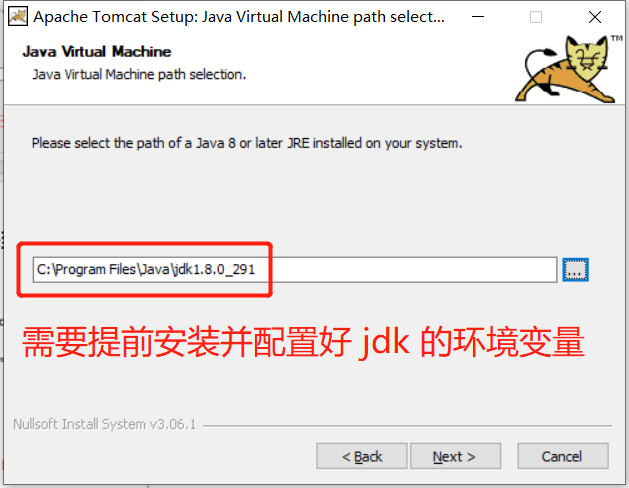 Apache Tomcat Setup: Java Virtual Machine path select...
Java Virtual Machine
Java Virtual Machine path selection.
TM
Please select the path of a Java 8 or later JRE installed on your system.
C:\Program Files\Java\jdk1.8.0_291
...
需要提前安装并配置好 jdk 的环境变量
Nullsoft Install System v3.06.1
< Back
Next >
Cancel